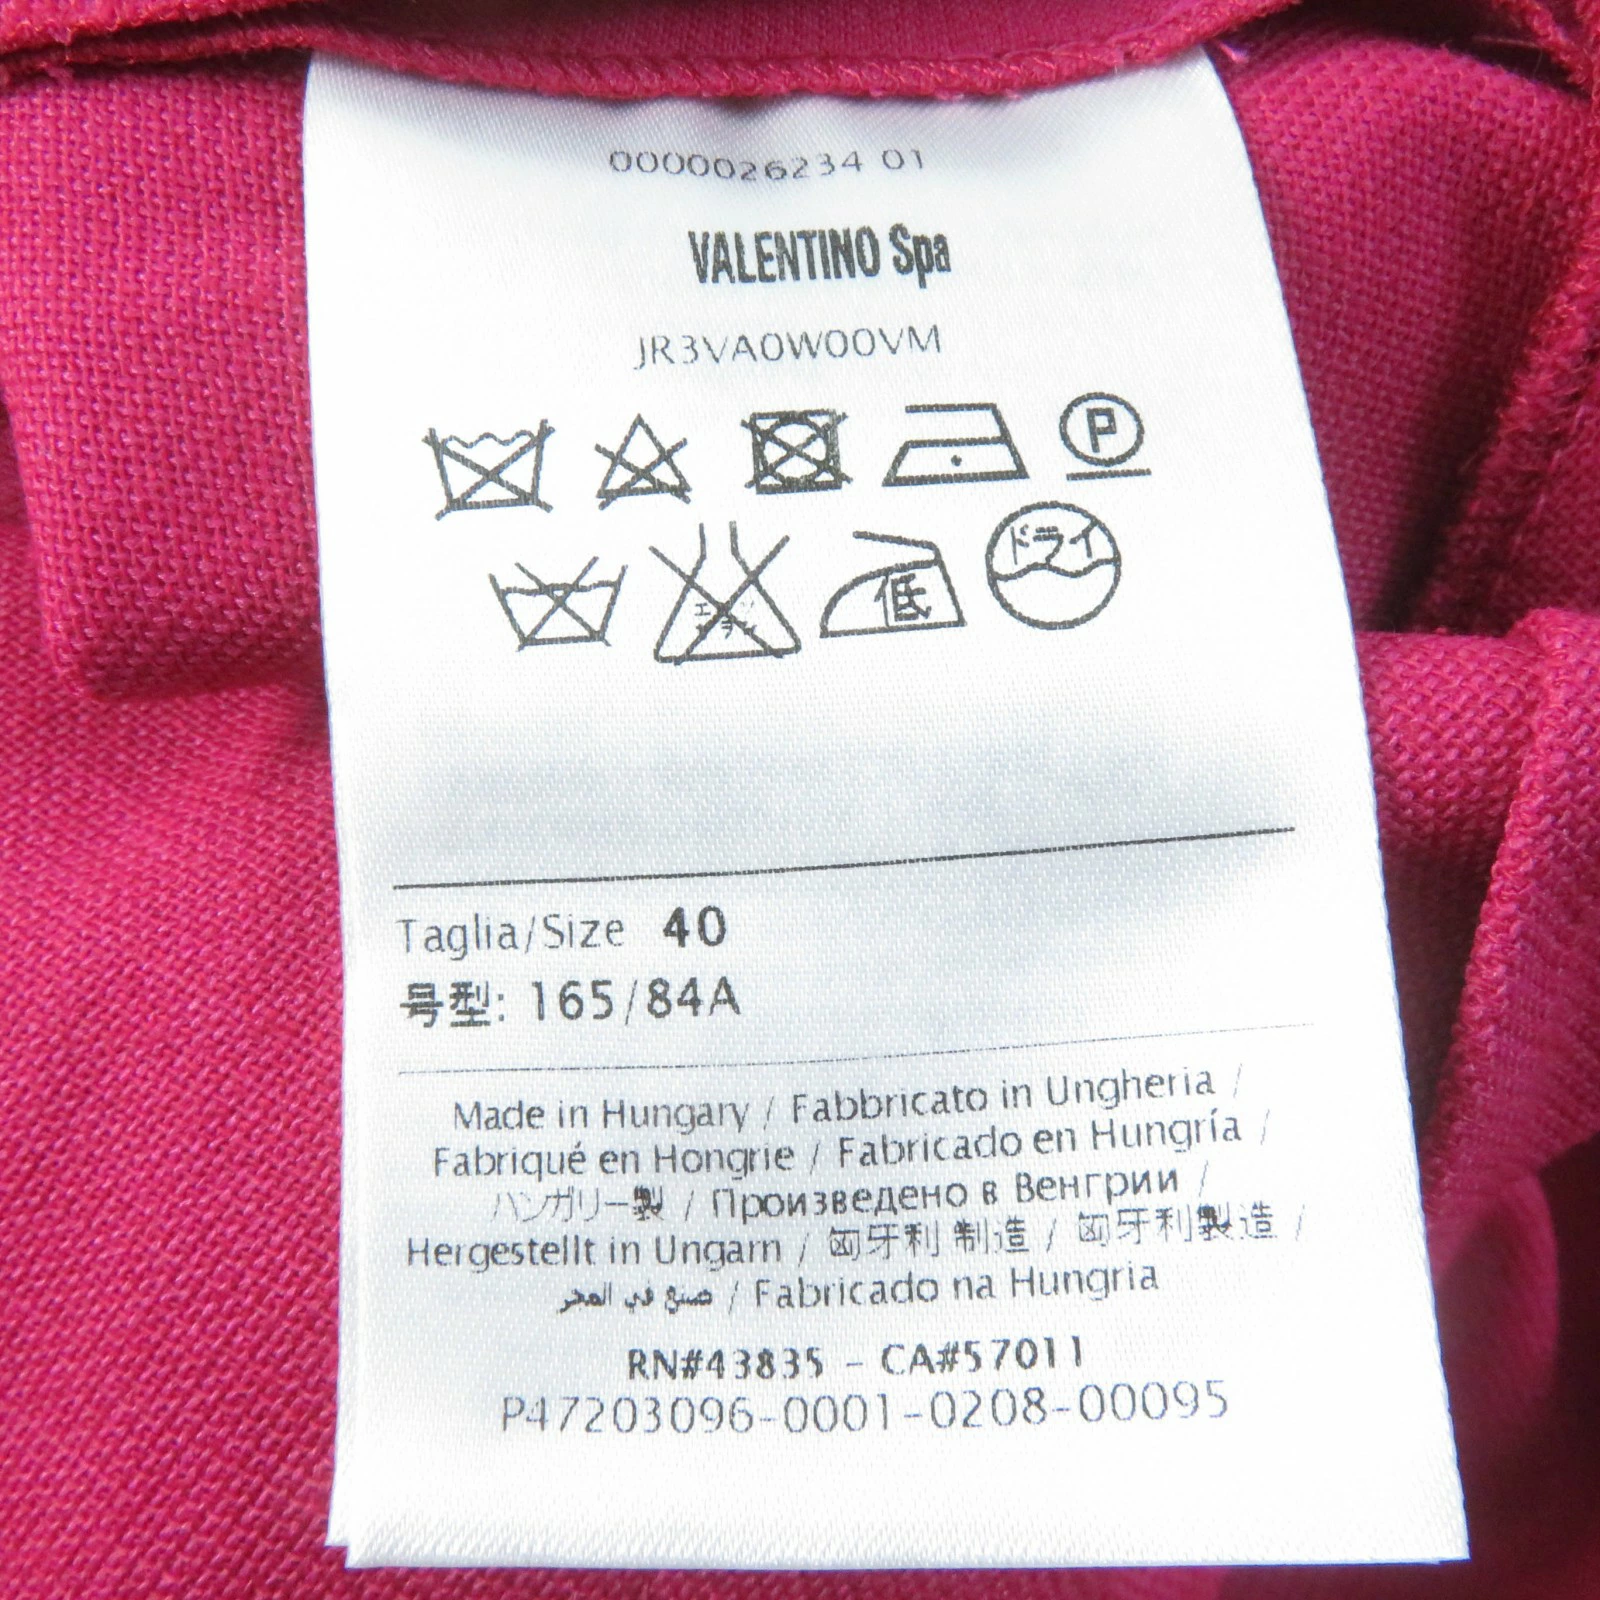 0000026234 01
VALENTINO Spa
JR3VA0W00VM
P
エンソ
ドライ
低
Taglia/Size 40
号型: 165/84A
Made in Hungary / Fabbricato in Ungheria /
Fabriqué en Hongrie / Fabricado en Hungría /
ハンガリー製 / Произведено в Венгрии /
Hergestellt in Ungarn / 匈牙利 制造 / 匈牙利製造 /
صنع في المجر / Fabricado na Hungria
RN#43835 - CA#57011
P47203096-0001-0208-00095